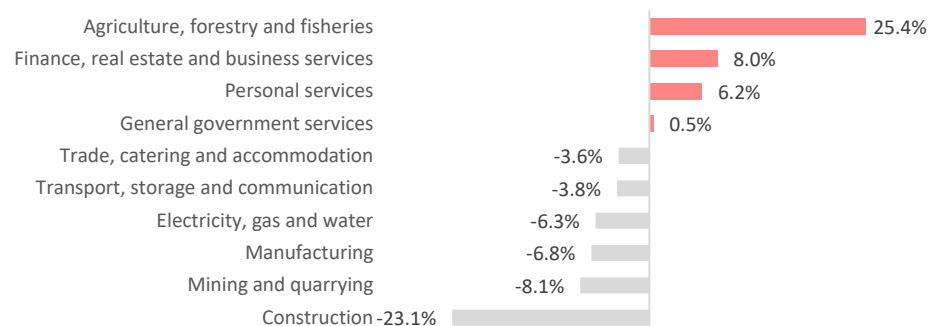 Agriculture, forestry and fisheries 25.4%
Finance, real estate and business services 8.0%
Personal services 6.2%
General government services 0.5%
Trade, catering and accommodation -3.6%
Transport, storage and communication -3.8%
Electricity, gas and water -6.3%
Manufacturing -6.8%
Mining and quarrying -8.1%
Construction -23.1%